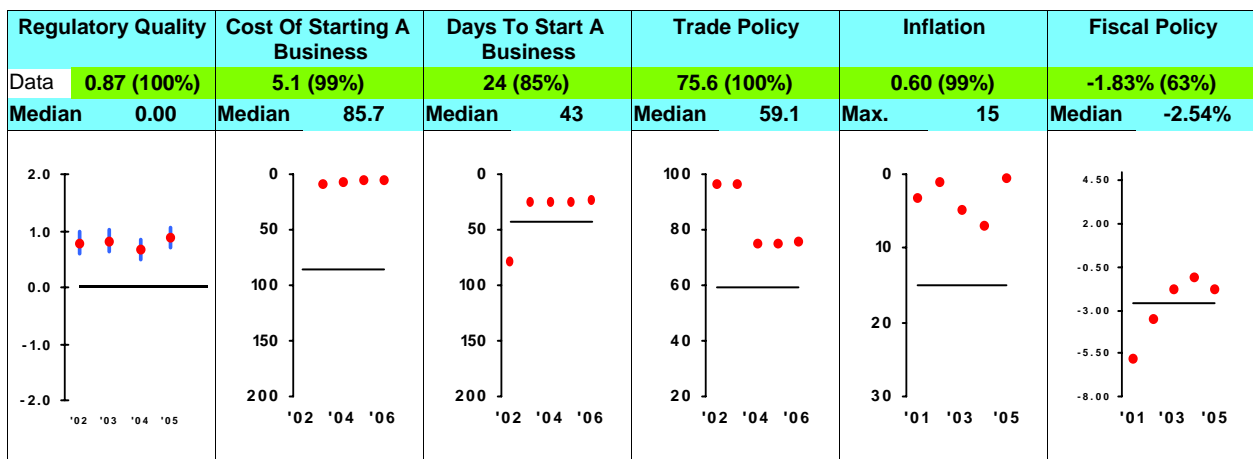 Regulatory Quality
Cost Of Starting A
Business
Days To Start A
Business
Trade Policy
Inflation
Fiscal Policy
Data 0.87 (100%)
5.1 (99%)
24 (85%)
75.6 (100%)
0.60 (99%)
-1.83% (63%)
Median 0.00
Median 85.7
Median 43
Median 59.1
Max. 15
Median -2.54%
2.0
1.0
0.0
-1.0
-2.0
'02 '03 '04 '05
0
50
100
150
200
'02 '04 '06
0
50
100
150
200
'02 '04 '06
100
80
60
40
20
'02 '04 '06
0
10
20
30
'01 '03 '05
4.50
2.00
-0.50
-3.00
-5.50
-8.00
'01 '03 '05